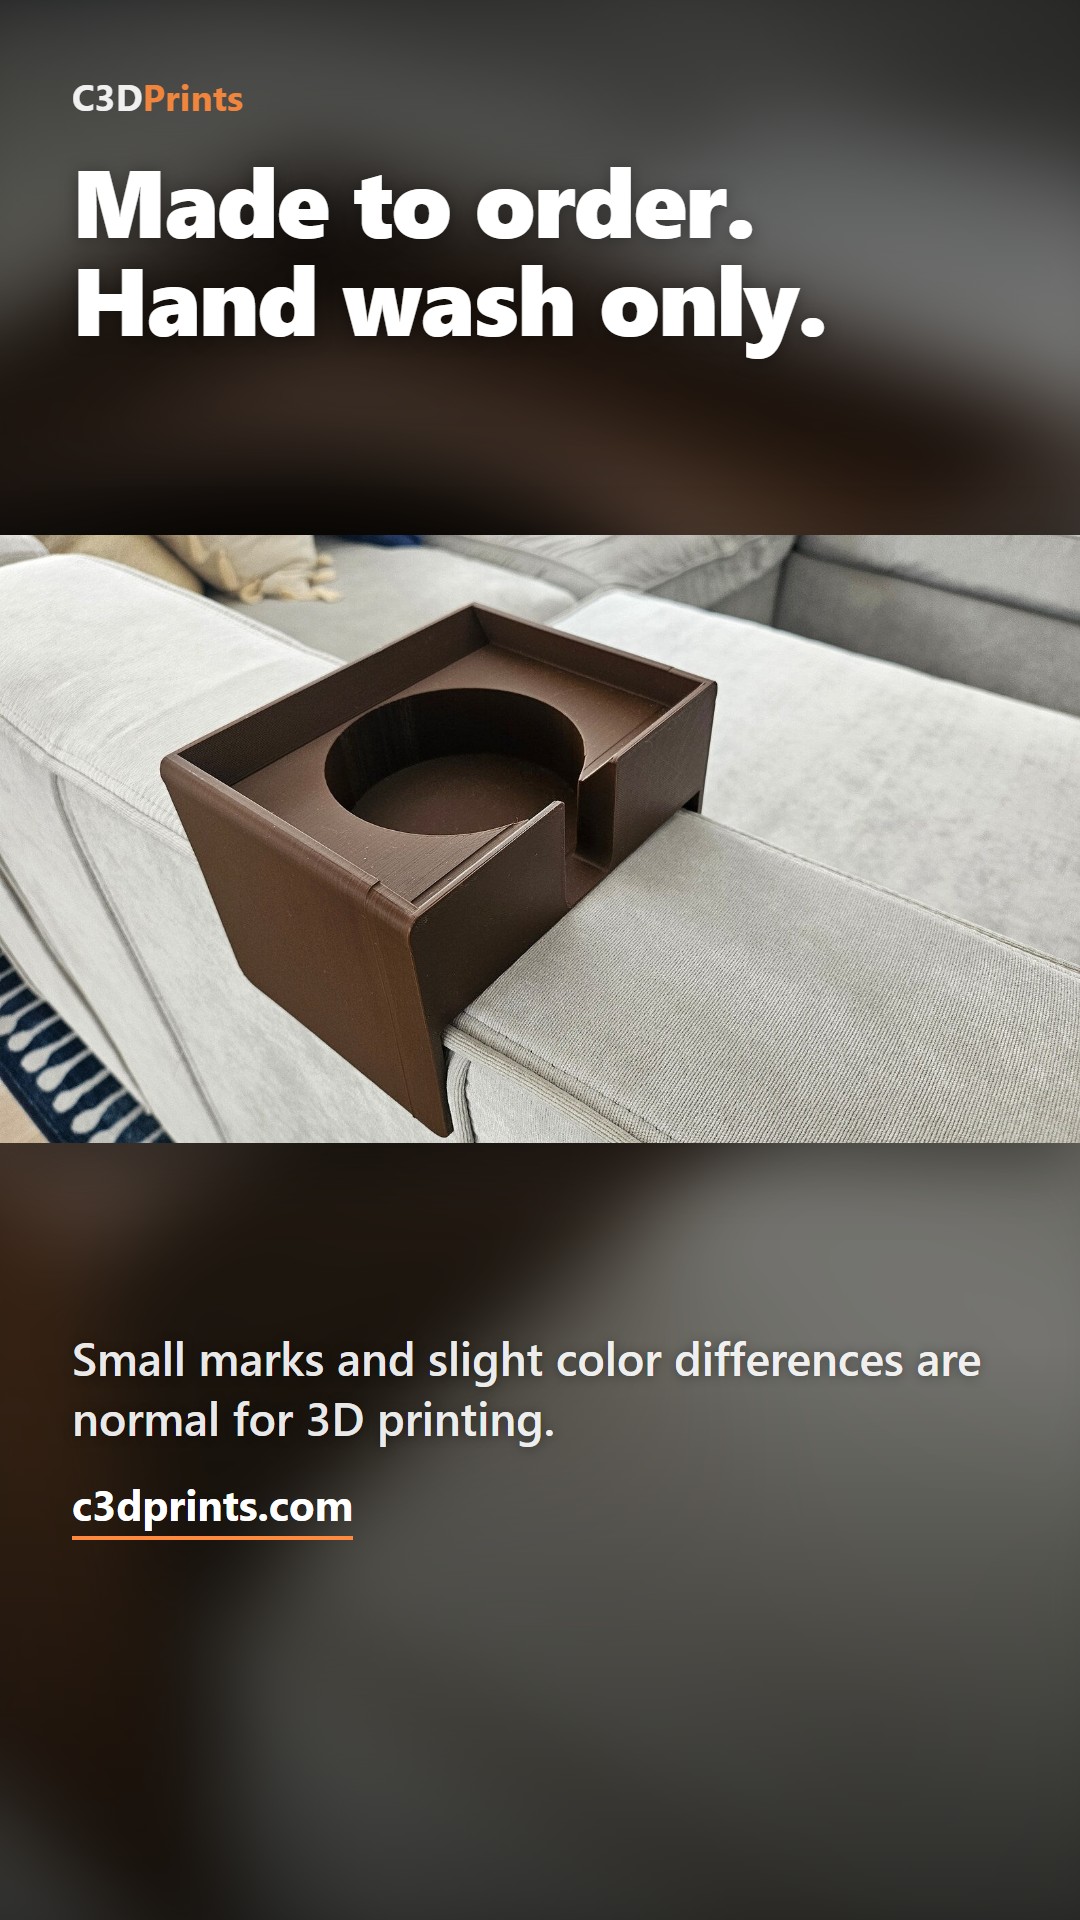 C3DPrints
Made to order.
Hand wash only.
Small marks and slight color differences are
normal for 3D printing.
c3dprints.com